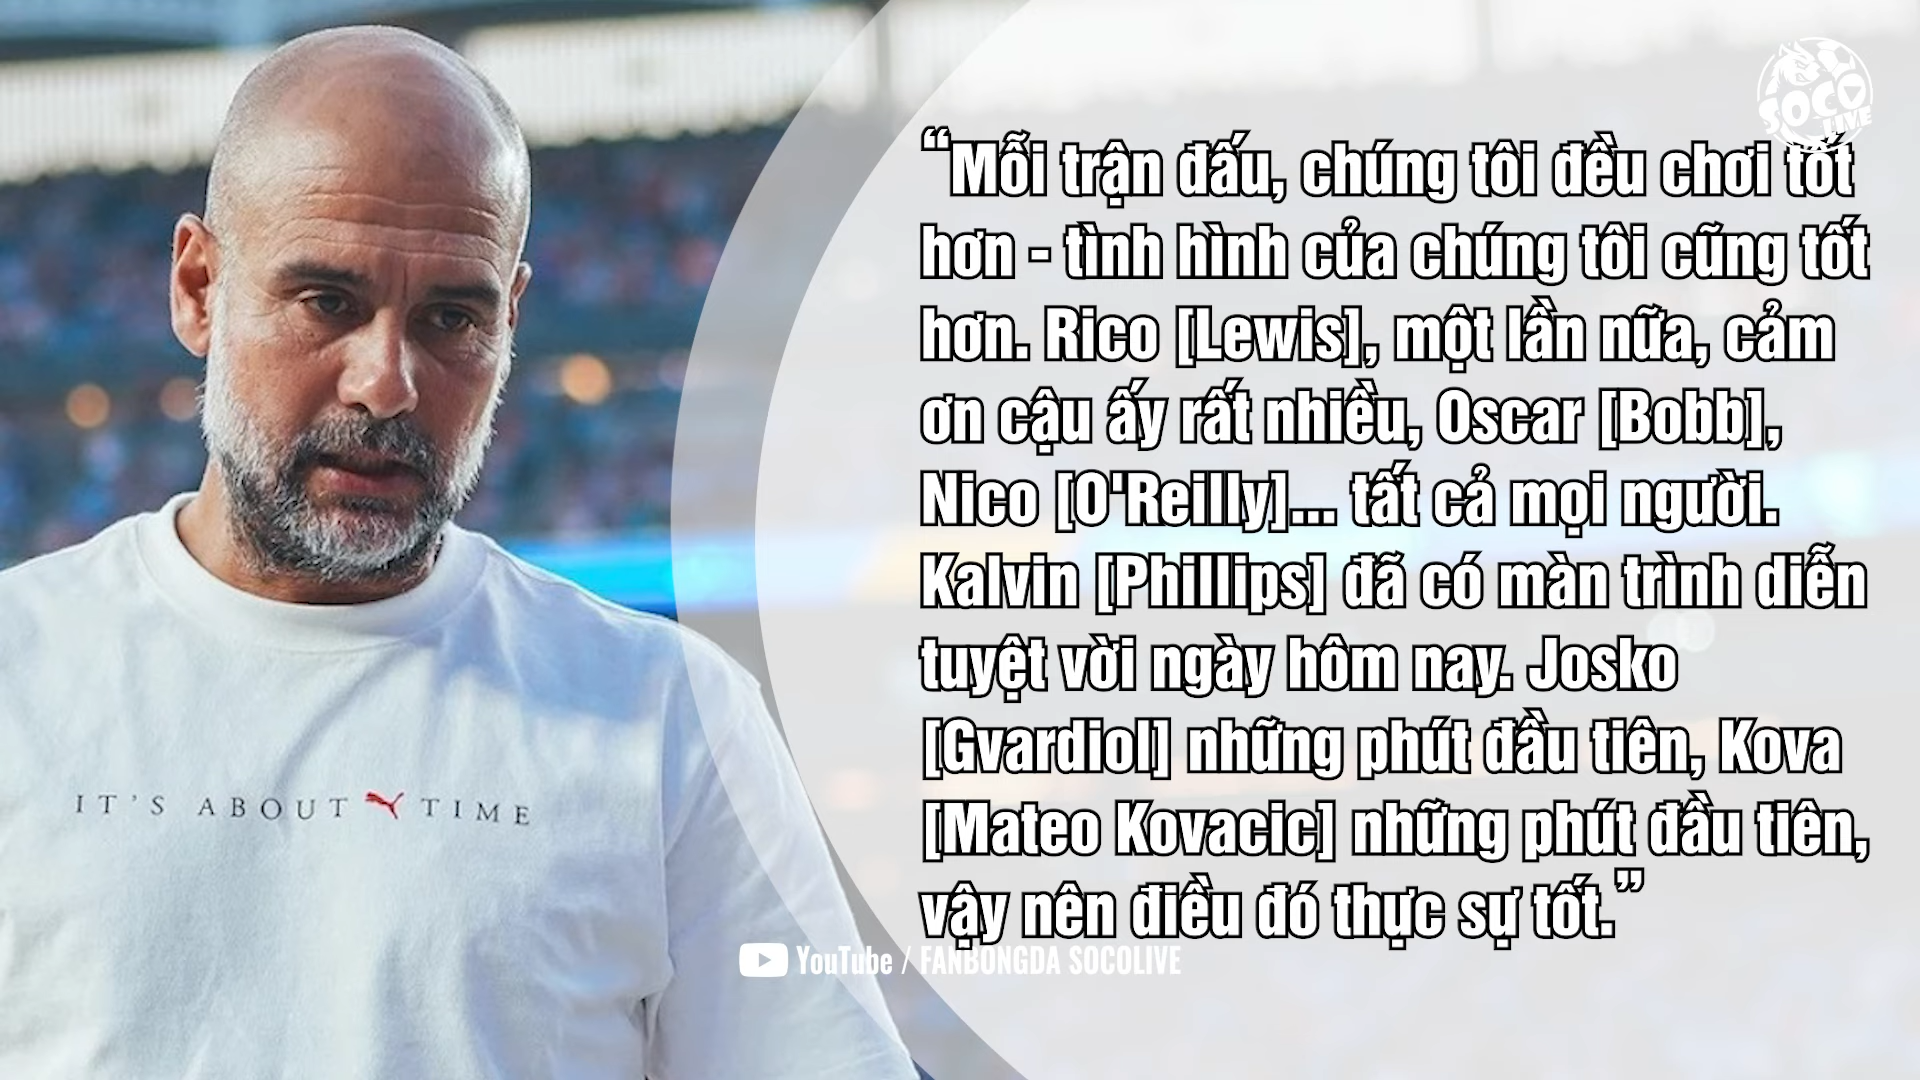 SOCO
LIVE
“Mỗi trận đấu, chúng tôi đều chơi tốt
hơn - tình hình của chúng tôi cũng tốt
hơn. Rico [Lewis], một lần nữa, cảm
ơn cậu ấy rất nhiều, Oscar [Bobb],
Nico [O'Reilly]... tất cả mọi người.
Kalvin [Phillips] đã có màn trình diễn
tuyệt vời ngày hôm nay. Josko
[Gvardiol] những phút đầu tiên, Kova
[Mateo Kovacic] những phút đầu tiên,
vậy nên điều đó thực sự tốt.”
IT'S ABOUT TIME
YouTube / FANBONGDA SOCOLIVE